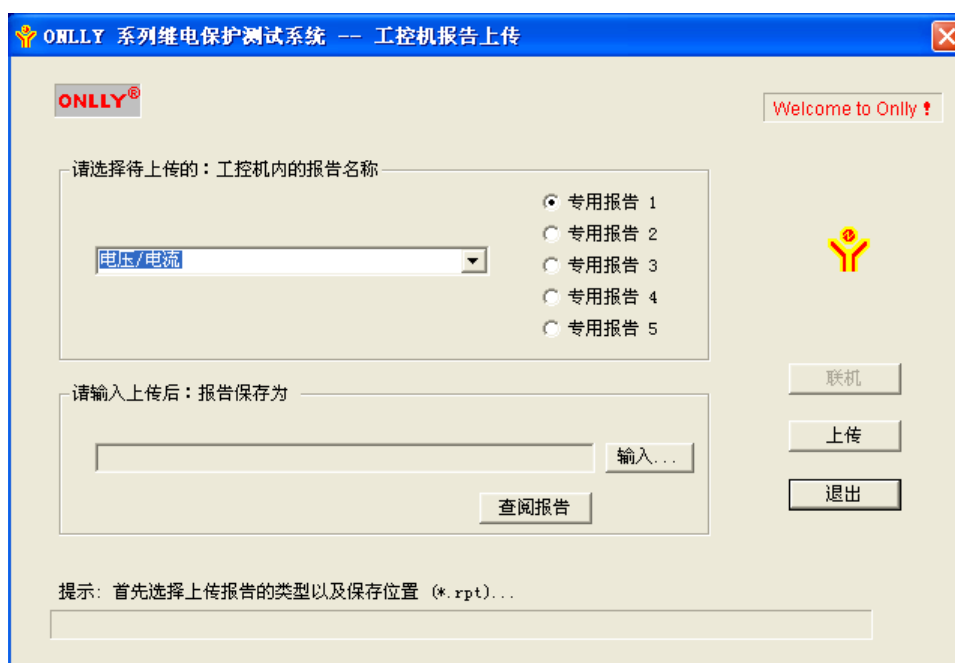 ONLLY 系列继电保护测试系统 -- 工控机报告上传
ONLLY®
Welcome to Onlly !
请选择待上传的：工控机内的报告名称
专用报告 1
专用报告 2
电压/电流
专用报告 3
专用报告 4
专用报告 5
联机
请输入上传后：报告保存为
上传
输入...
退出
查阅报告
提示: 首先选择上传报告的类型以及保存位置 (*.rpt)...